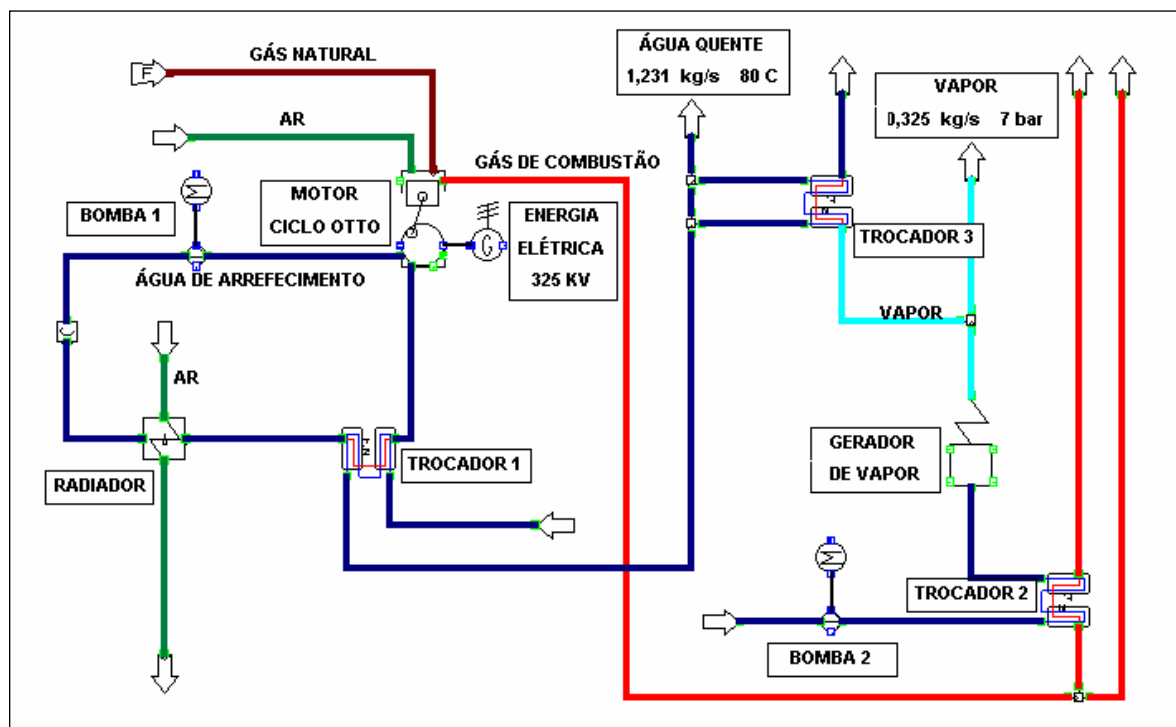 F
GÁS NATURAL
AR
ÁGUA QUENTE
1,231 kg/s 80 C
VAPOR
0,325 kg/s 7 bar
GÁS DE COMBUSTÃO
BOMBA 1
MOTOR
CICLO OTTO
G
ENERGIA
ELÉTRICA
325 KV
TROCADOR 3
ÁGUA DE ARREFECIMENTO
VAPOR
C
AR
RADIADOR
TROCADOR 1
GERADOR
DE VAPOR
TROCADOR 2
BOMBA 2